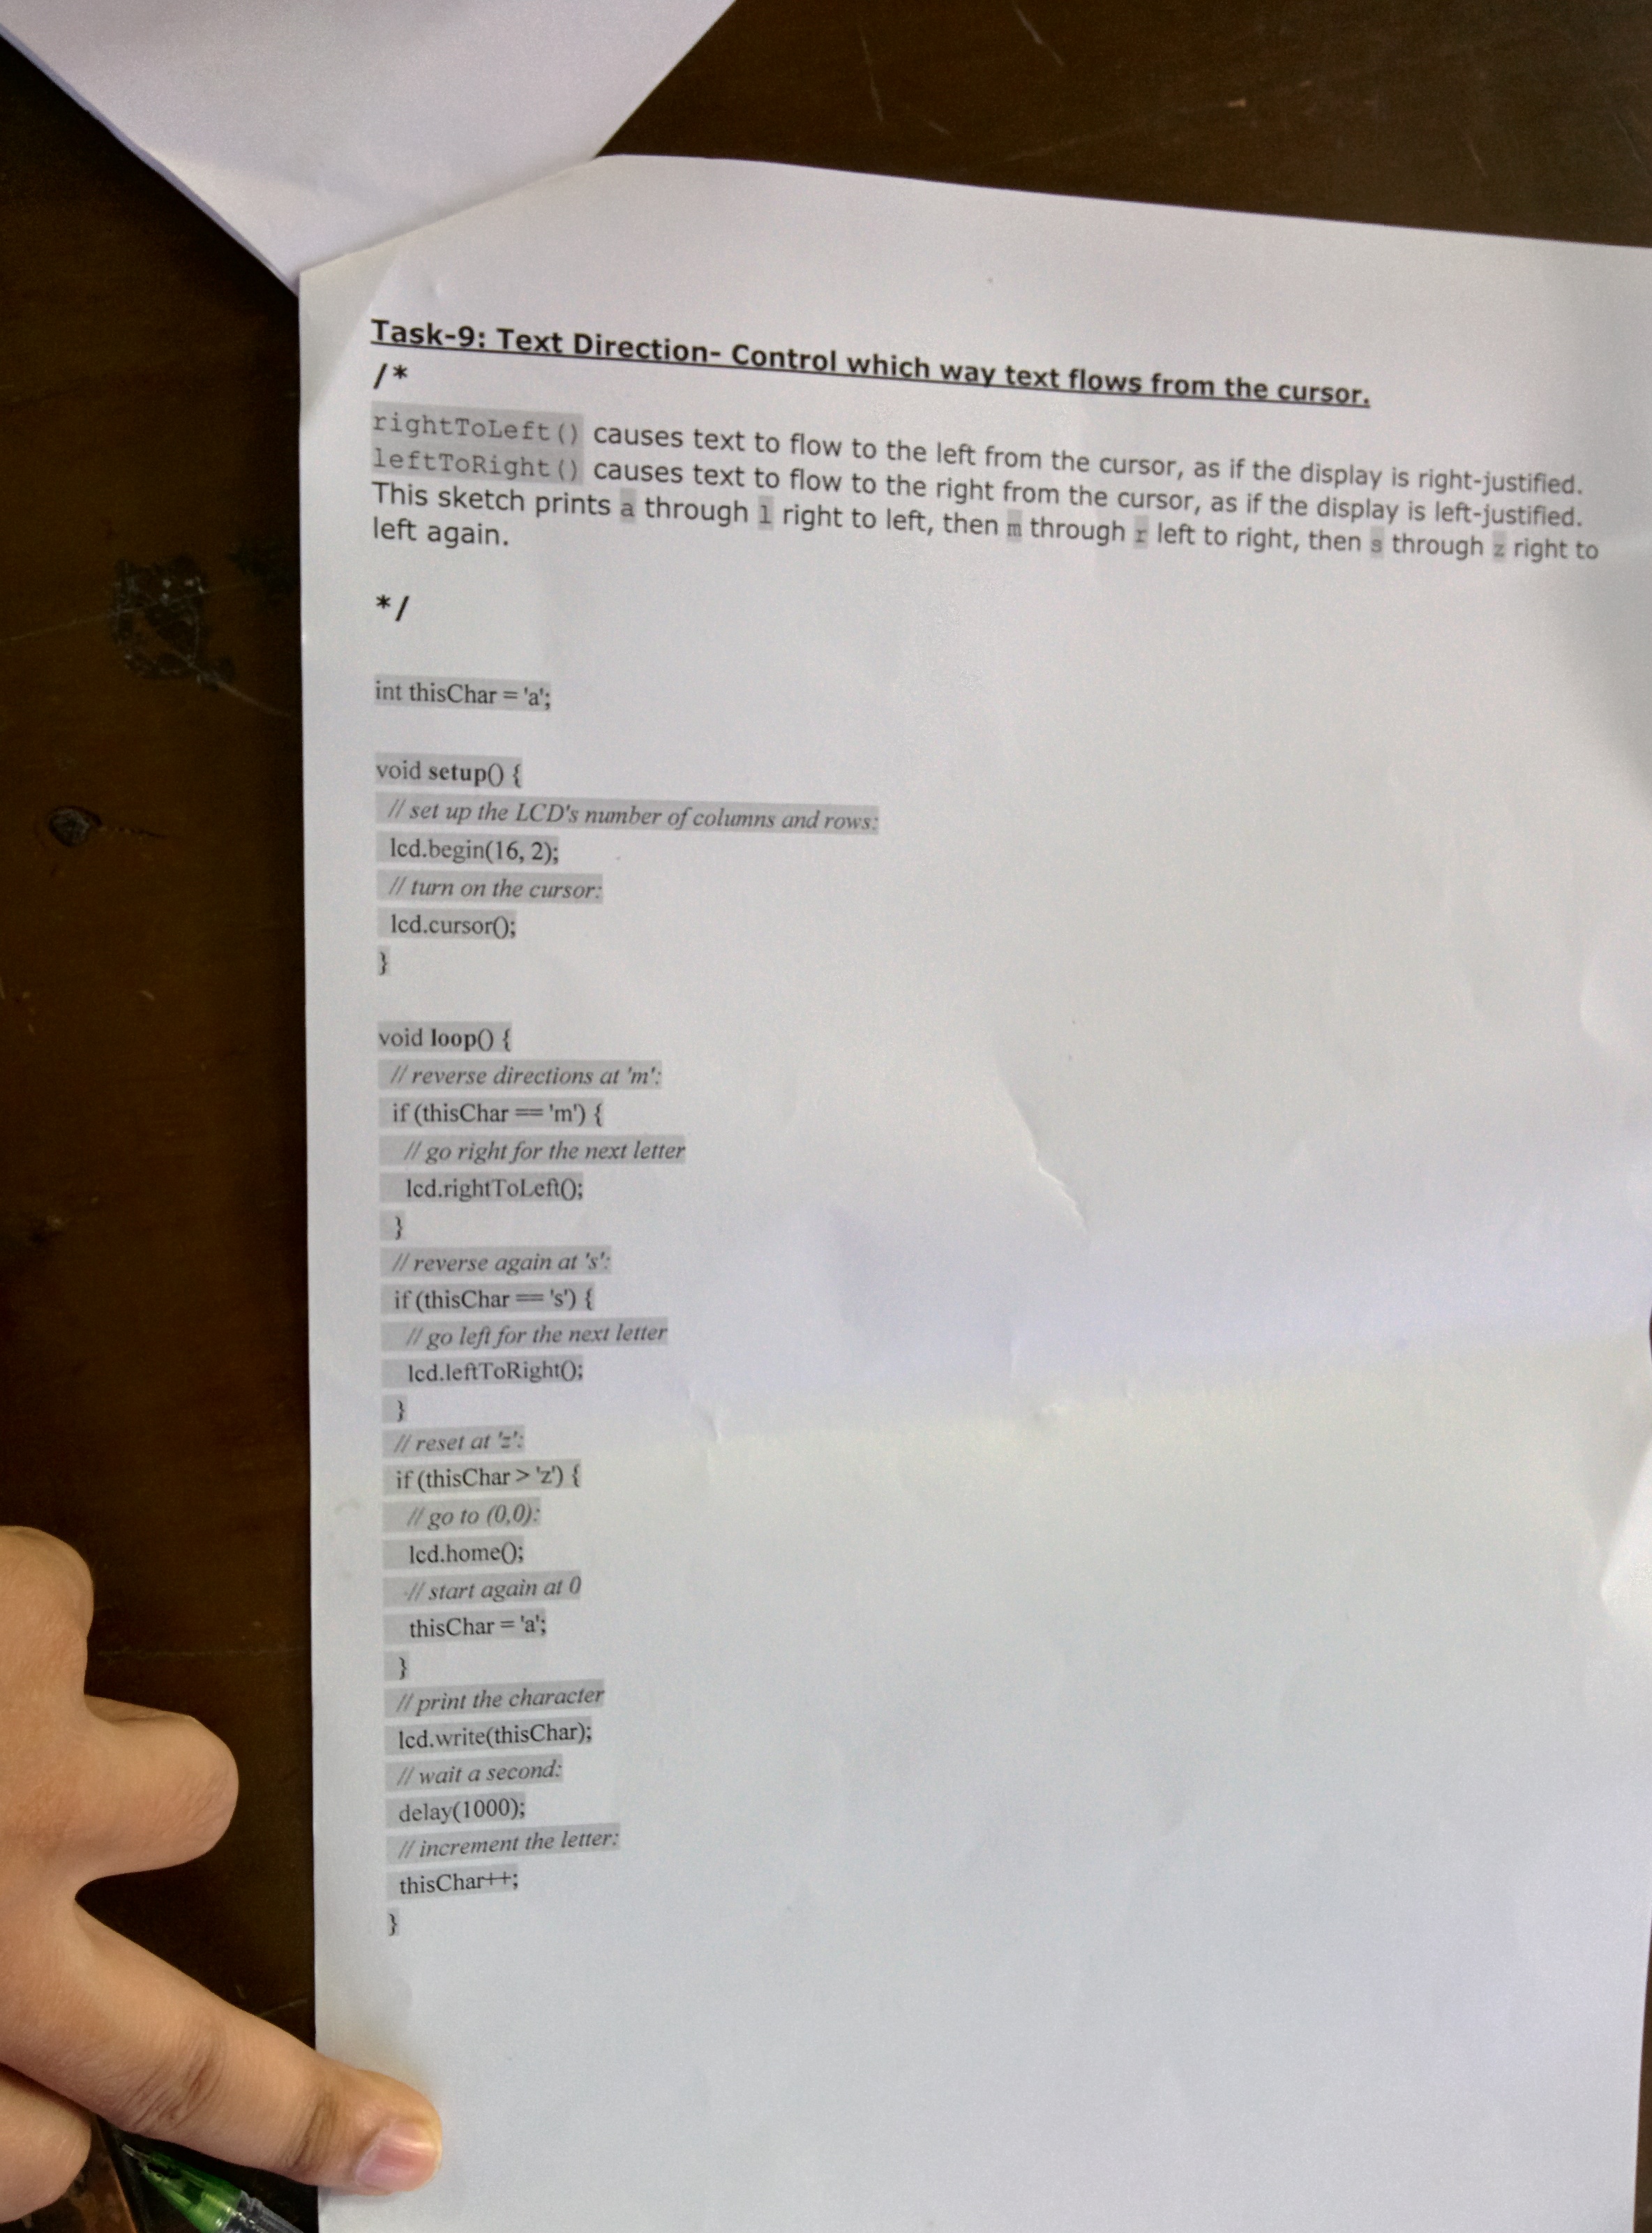 Task-9: Text Direction- Control which way text flows from the cursor.
/*
rightToLeft() causes text to flow to the left from the cursor, as if the display is right-justified.
leftToRight() causes text to flow to the right from the cursor, as if the display is left-justified.
This sketch prints a through l right to left, then m through r left to right, then s through z right to
left again.
*/
int thisChar = 'a';
void setup() {
// set up the LCD's number of columns and rows:
lcd.begin(16, 2);
// turn on the cursor:
lcd.cursor();
}
void loop() {
// reverse directions at 'm':
if (thisChar == 'm') {
// go right for the next letter
lcd.rightToLeft();
}
// reverse again at 's':
if (thisChar == 's') {
// go left for the next letter
lcd.leftToRight();
}
// reset at 'z':
if (thisChar > 'z') {
// go to (0,0):
lcd.home();
// start again at 0
thisChar = 'a';
}
// print the character
lcd.write(thisChar);
// wait a second:
delay(1000);
// increment the letter:
thisChar++;
}